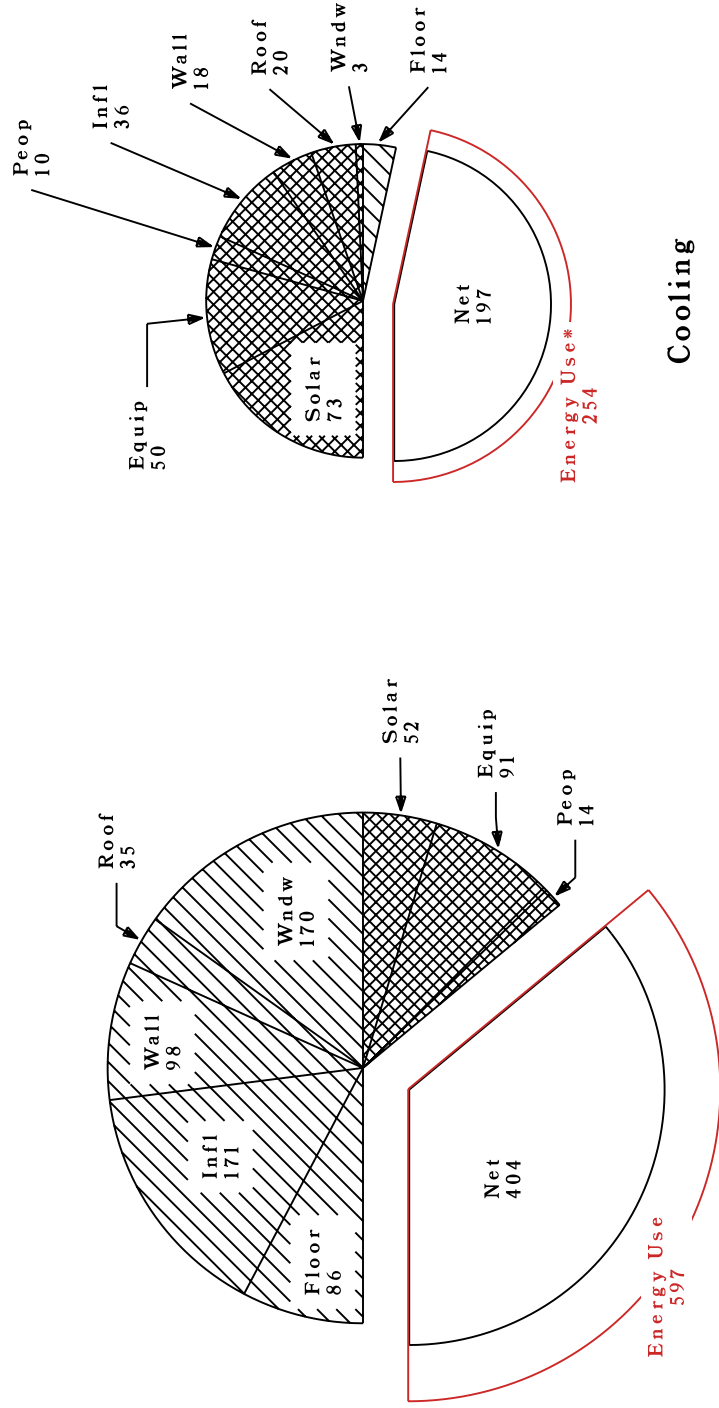 Roof
35
Wall
98
Infl
171
Floor
86
Wndw
170
Solar
52
Equip
91
Peop
14
Net
404
Energy Use
597
Peop
10
Infl
36
Wall
18
Roof
20
Wndw
3
Floor
14
Equip
50
Solar
73
Net
197
Energy Use*
254
Cooling